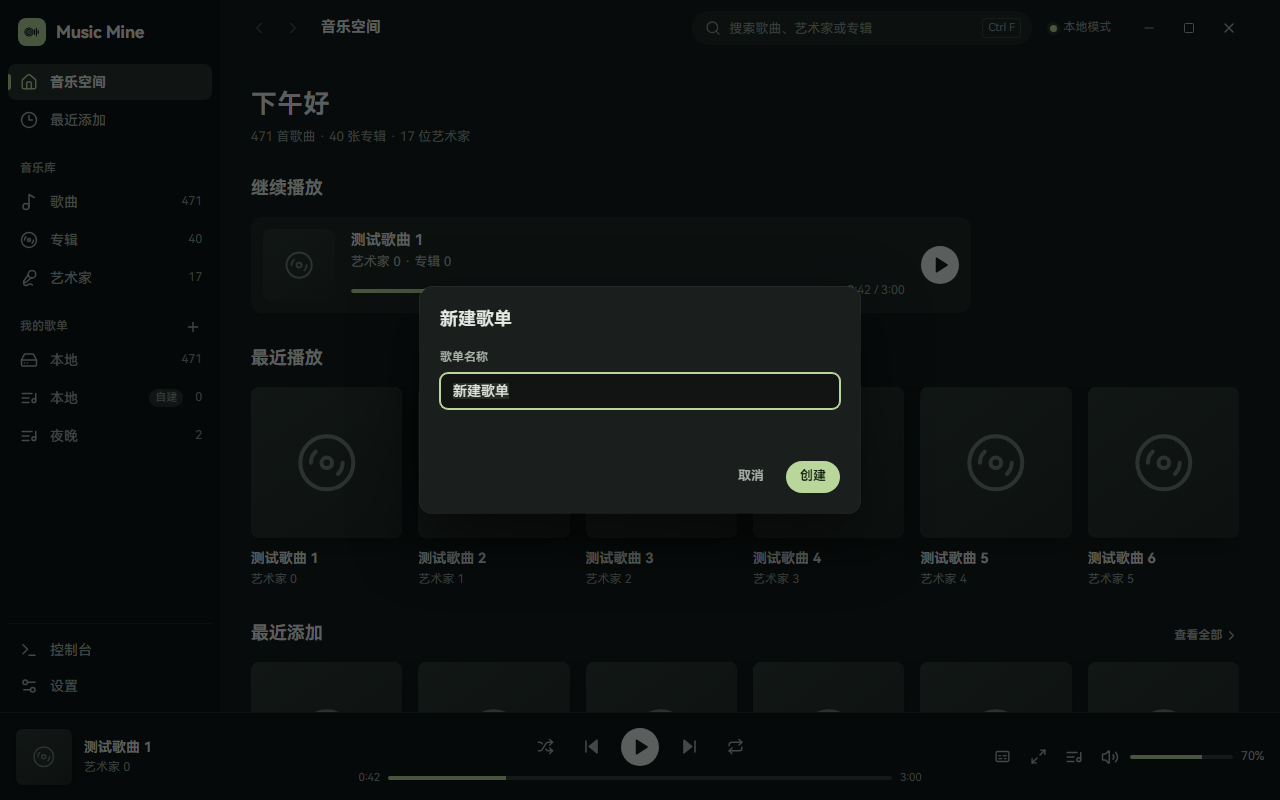 Music Mine
音乐空间
最近添加
音乐库
歌曲 471
专辑 40
艺术家 17
我的歌单
本地 471
本地 自建 0
夜晚 2
控制台
设置
音乐空间
搜索歌曲、艺术家或专辑 Ctrl F
本地模式
下午好
471 首歌曲 · 40 张专辑 · 17 位艺术家
继续播放
测试歌曲 1
艺术家 0 · 专辑 0
0:42 / 3:00
新建歌单
歌单名称
新建歌单
取消 创建
最近播放
测试歌曲 1
艺术家 0
测试歌曲 2
艺术家 1
测试歌曲 3
艺术家 2
测试歌曲 4
艺术家 3
测试歌曲 5
艺术家 4
测试歌曲 6
艺术家 5
最近添加
查看全部
测试歌曲 1
艺术家 0
0:42
3:00
70%